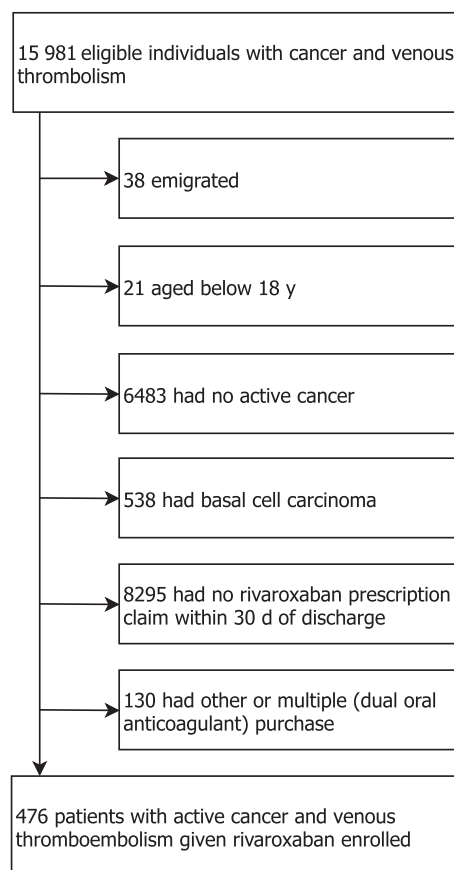 15 981 eligible individuals with cancer and venous
thrombolism
38 emigrated
21 aged below 18 y
6483 had no active cancer
538 had basal cell carcinoma
8295 had no rivaroxaban prescription
claim within 30 d of discharge
130 had other or multiple (dual oral
anticoagulant) purchase
476 patients with active cancer and venous
thromboembolism given rivaroxaban enrolled